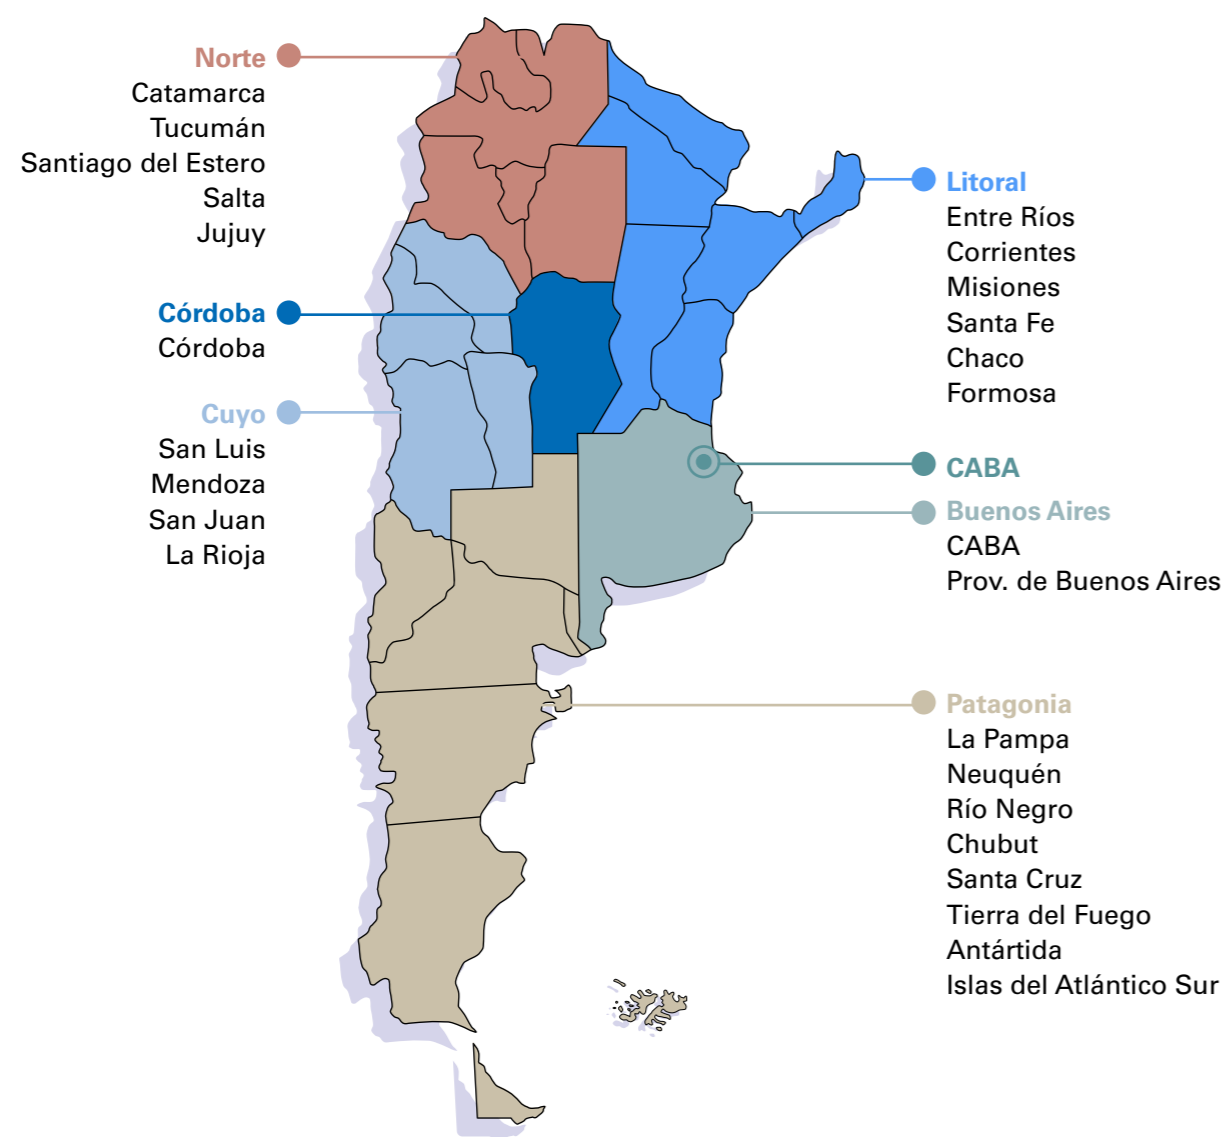 Norte
Catamarca
Tucumán
Santiago del Estero
Salta
Jujuy
Córdoba
Córdoba
Cuyo
San Luis
Mendoza
San Juan
La Rioja
Litoral
Entre Ríos
Corrientes
Misiones
Santa Fe
Chaco
Formosa
CABA
Buenos Aires
CABA
Prov. de Buenos Aires
Patagonia
La Pampa
Neuquén
Río Negro
Chubut
Santa Cruz
Tierra del Fuego
Antártida
Islas del Atlántico Sur